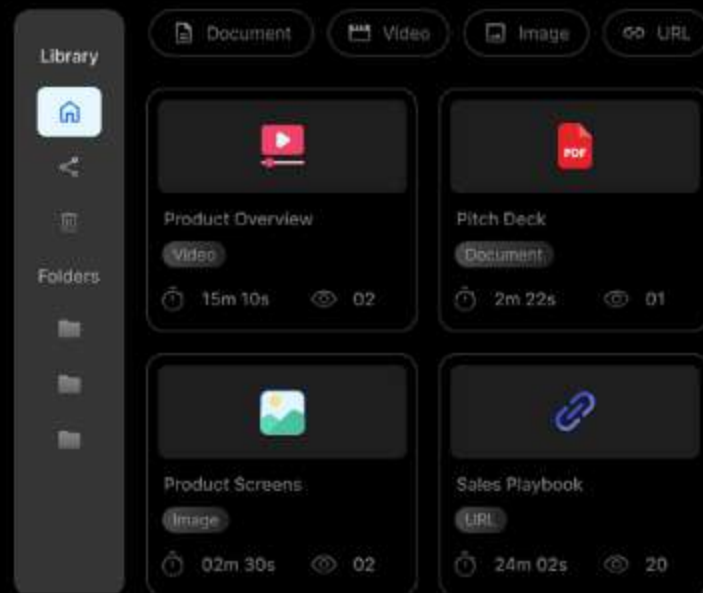 Library
Document
Video
Image
URL
Product Overview
Video
15m 10s 02
PDF
Pitch Deck
Document
2m 22s 01
Folders
Product Screens
Image
02m 30s 02
Sales Playbook
URL
24m 02s 20